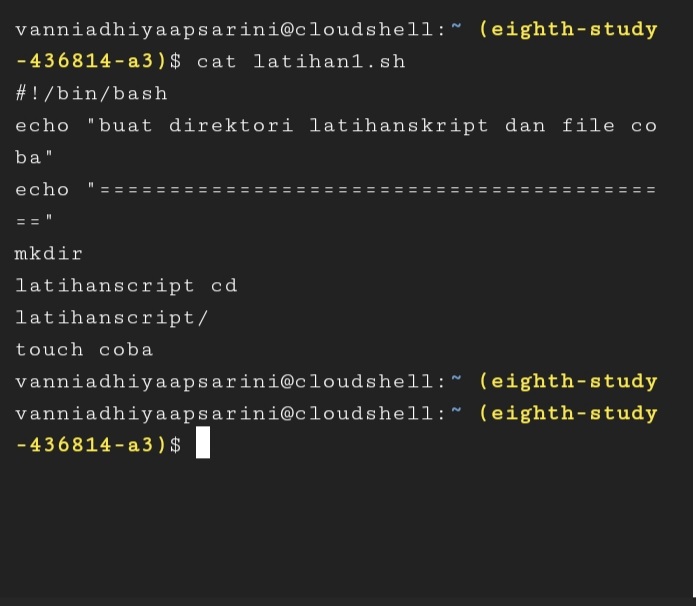 vanniadhiyaapsarini@cloudshell:~ (eighth-study
-436814-a3)$ cat latihan1.sh
#!/bin/bash
echo "buat direktori latihanskript dan file co
ba"
echo "========================================
=="
mkdir
latihanscript cd
latihanscript/
touch coba
vanniadhiyaapsarini@cloudshell:~ (eighth-study
vanniadhiyaapsarini@cloudshell:~ (eighth-study
-436814-a3)$